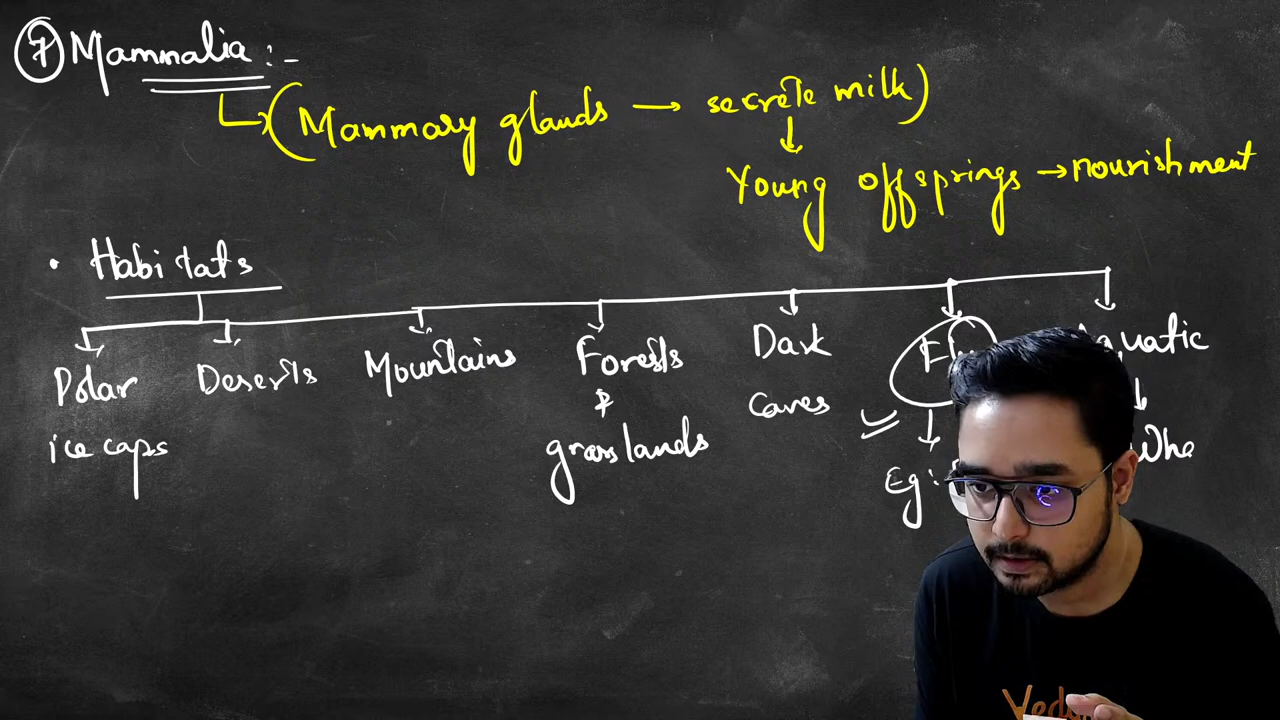 7 Mammalia :-
(Mammary glands → secrete milk)
Young offsprings → nourishment
• Habitats
Polar ice caps
Deserts
Mountains
Forests & grasslands
Dark Caves
Eg: